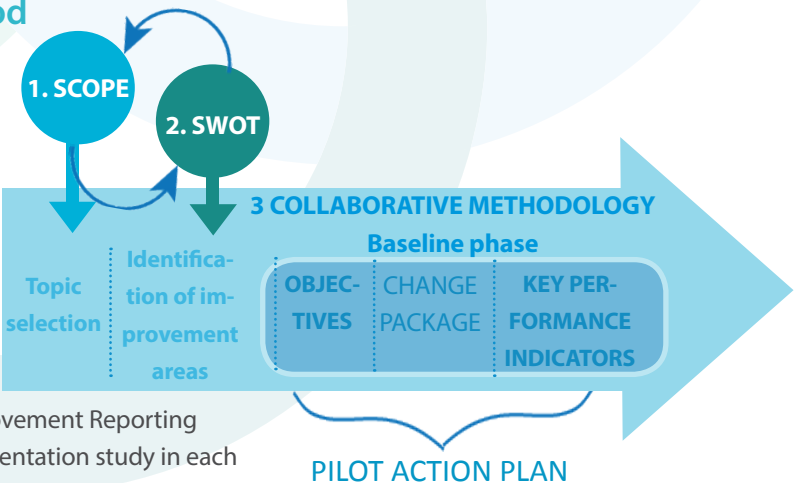 od
1. SCOPE
2. SWOT
3 COLLABORATIVE METHODOLOGY
Baseline phase
Topic
selection
Identifica-
tion of im-
provement
areas
OBJEC-
TIVES
CHANGE
PACKAGE
KEY PER-
FORMANCE
INDICATORS
ovement Reporting
entation study in each
PILOT ACTION PLAN